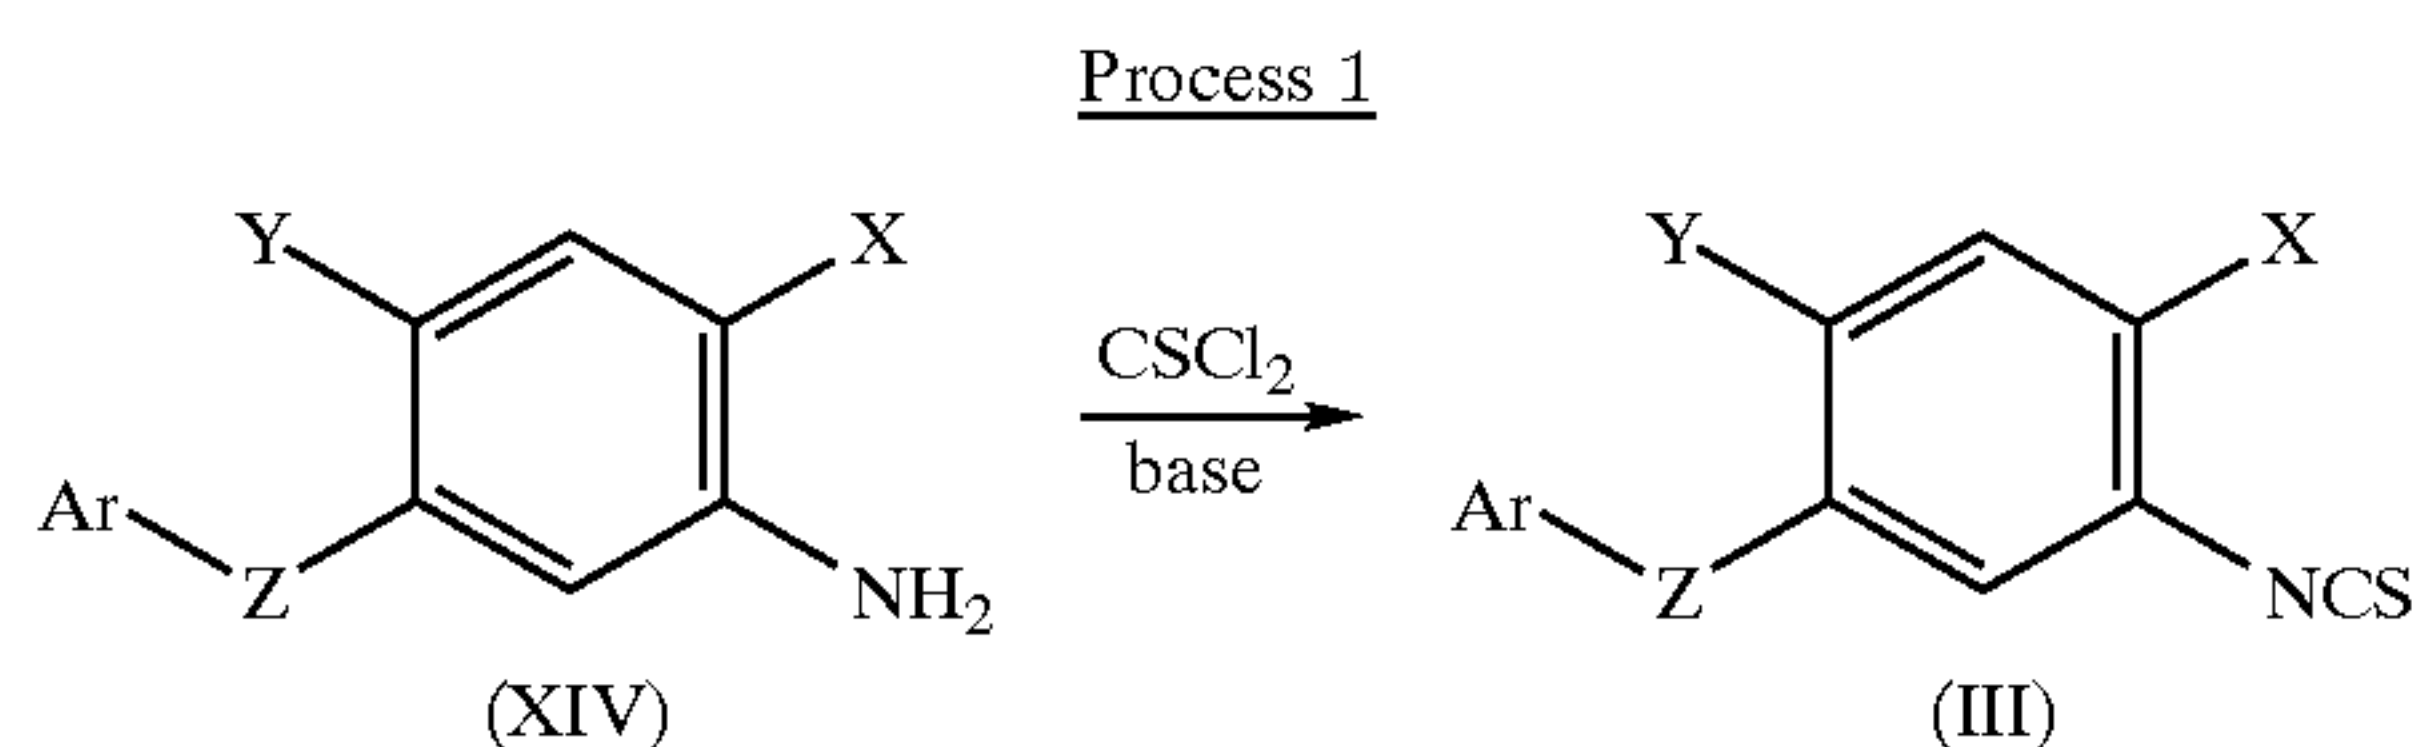 Process 1
Y X Y X
CSCl₂
base
Ar Z NH₂ Ar Z NCS
(XIV) (III)